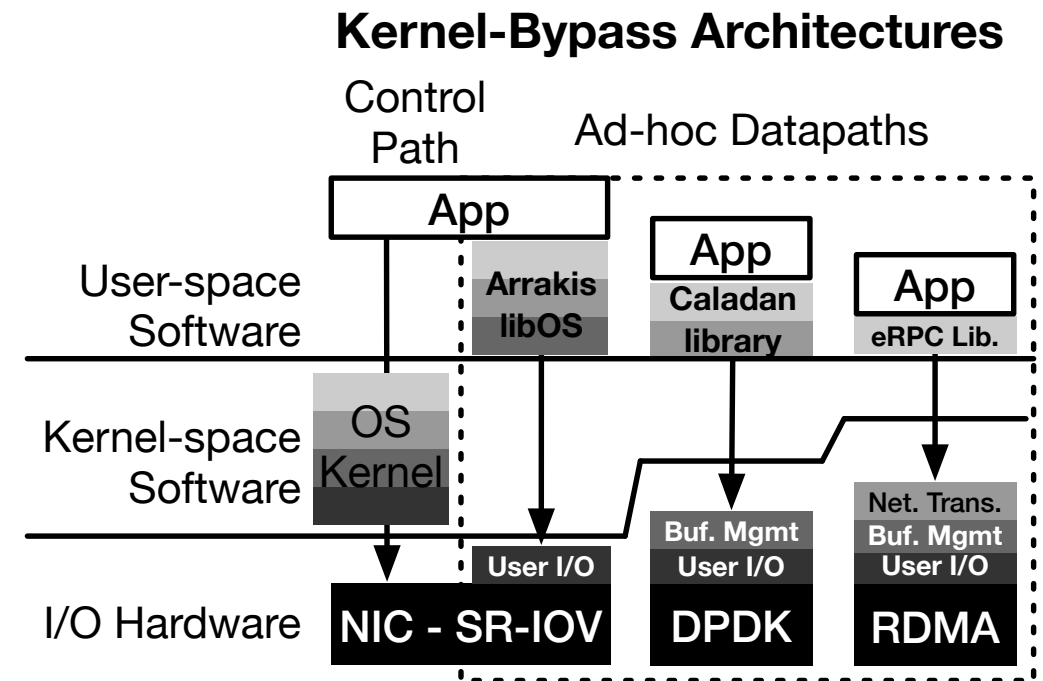 Kernel-Bypass Architectures
Control
Path
Ad-hoc Datapaths
App
App
App
User-space
Software
Arrakis
libOS
Caladan
library
eRPC Lib.
Kernel-space
Software
OS
Kernel
Net. Trans.
Buf. Mgmt
Buf. Mgmt
User I/O
User I/O
User I/O
I/O Hardware
NIC - SR-IOV
DPDK
RDMA